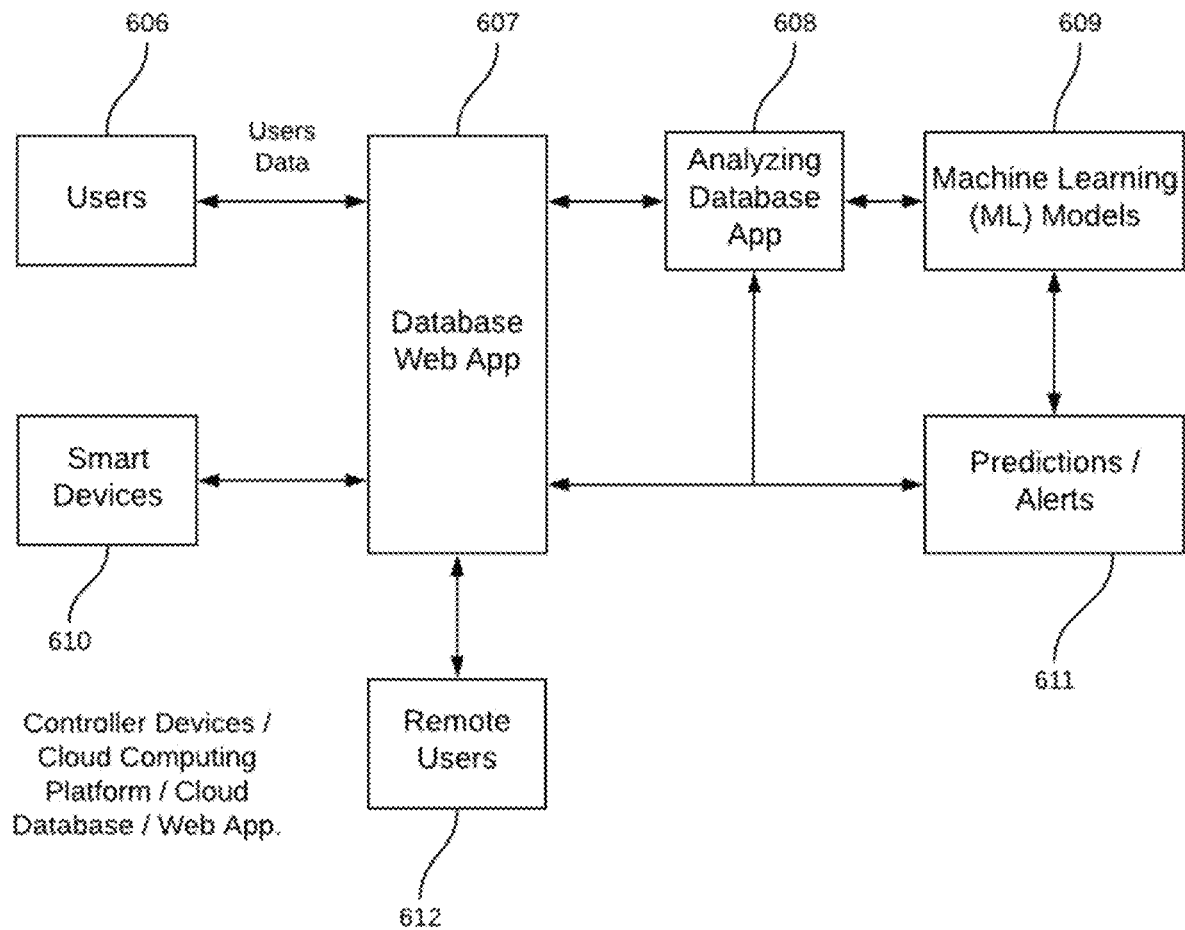 606
607
608
609
Users
Users
Data
Database
Web App
Analyzing
Database
App
Machine Learning
(ML) Models
Smart
Devices
Predictions /
Alerts
610
611
Remote
Users
612
Controller Devices /
Cloud Computing
Platform / Cloud
Database / Web App.